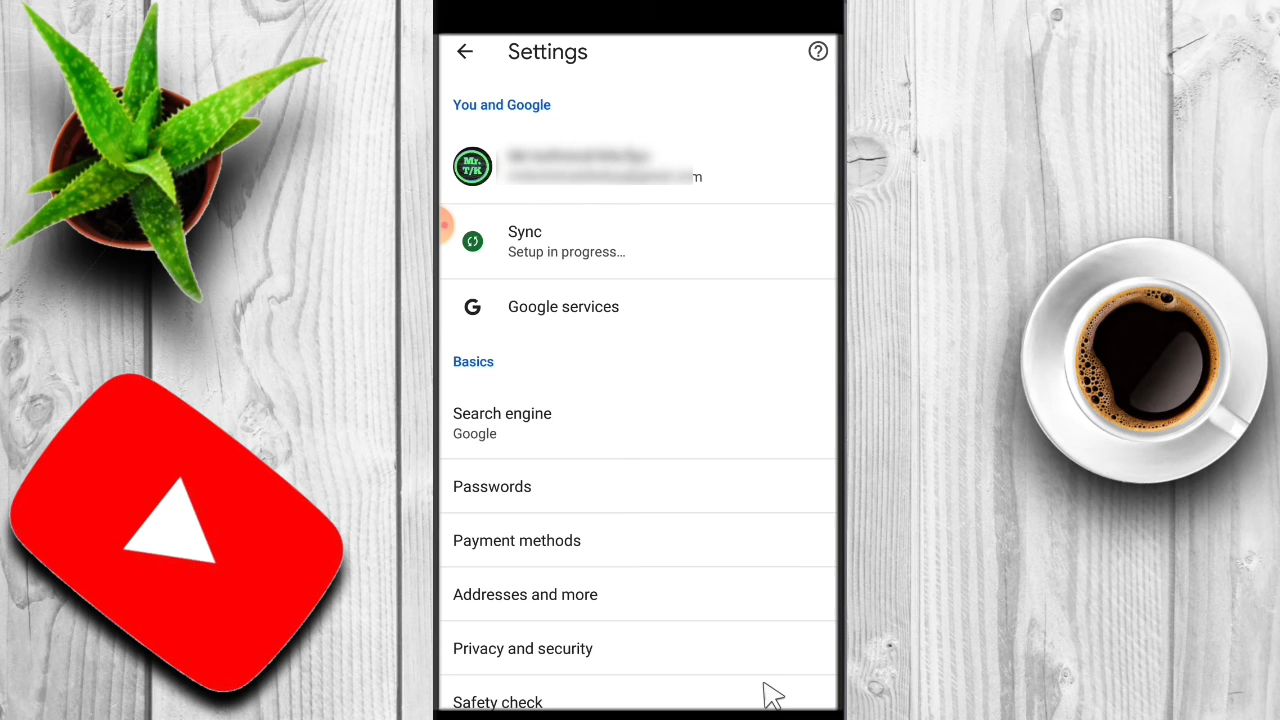 Settings
You and Google
Mr.
T/K
m
Sync
Setup in progress...
Google services
Basics
Search engine
Google
Passwords
Payment methods
Addresses and more
Privacy and security
Safety check